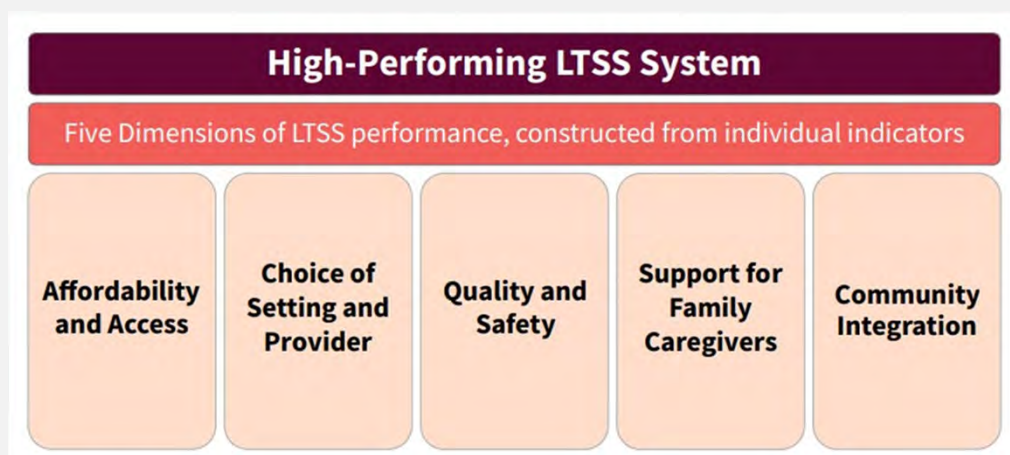 High-Performing LTSS System
Five Dimensions of LTSS performance, constructed from individual indicators
Affordability
and Access
Choice of
Setting and
Provider
Quality and
Safety
Support for
Family
Caregivers
Community
Integration